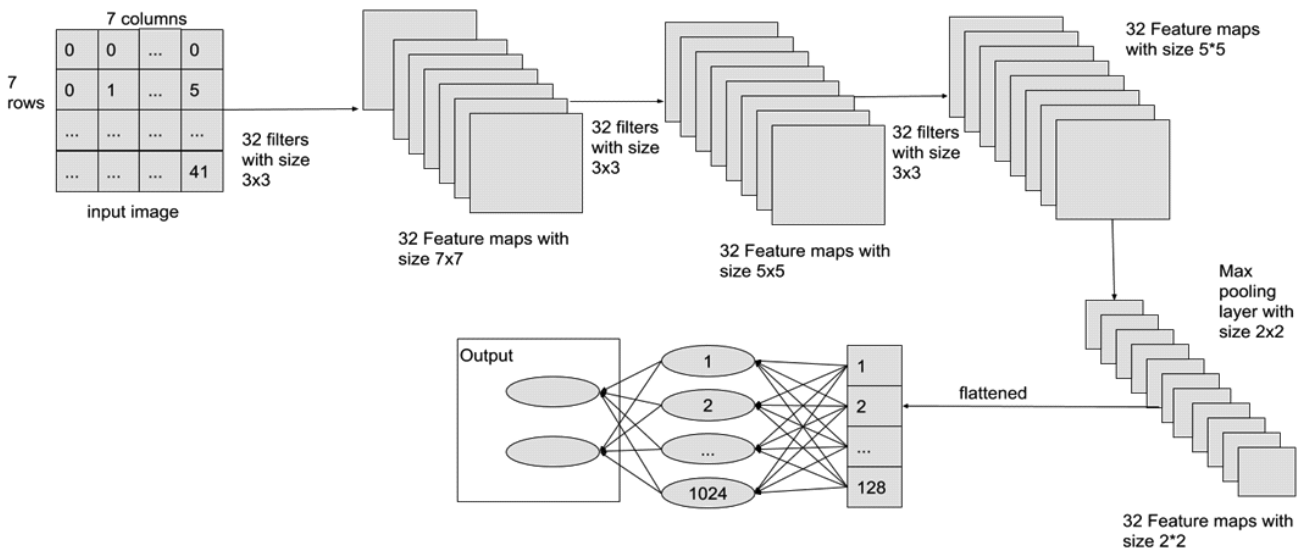 7 columns
7
rows
0 0 ... 0
0 1 ... 5
... ... ... ...
... ... ... 41
input image
32 filters
with size
3x3
32 Feature maps with
size 7x7
32 filters
with size
3x3
32 Feature maps with
size 5x5
32 filters
with size
3x3
32 Feature maps
with size 5*5
Max
pooling
layer with
size 2x2
32 Feature maps with
size 2*2
flattened
1
2
...
128
1
2
...
1024
Output